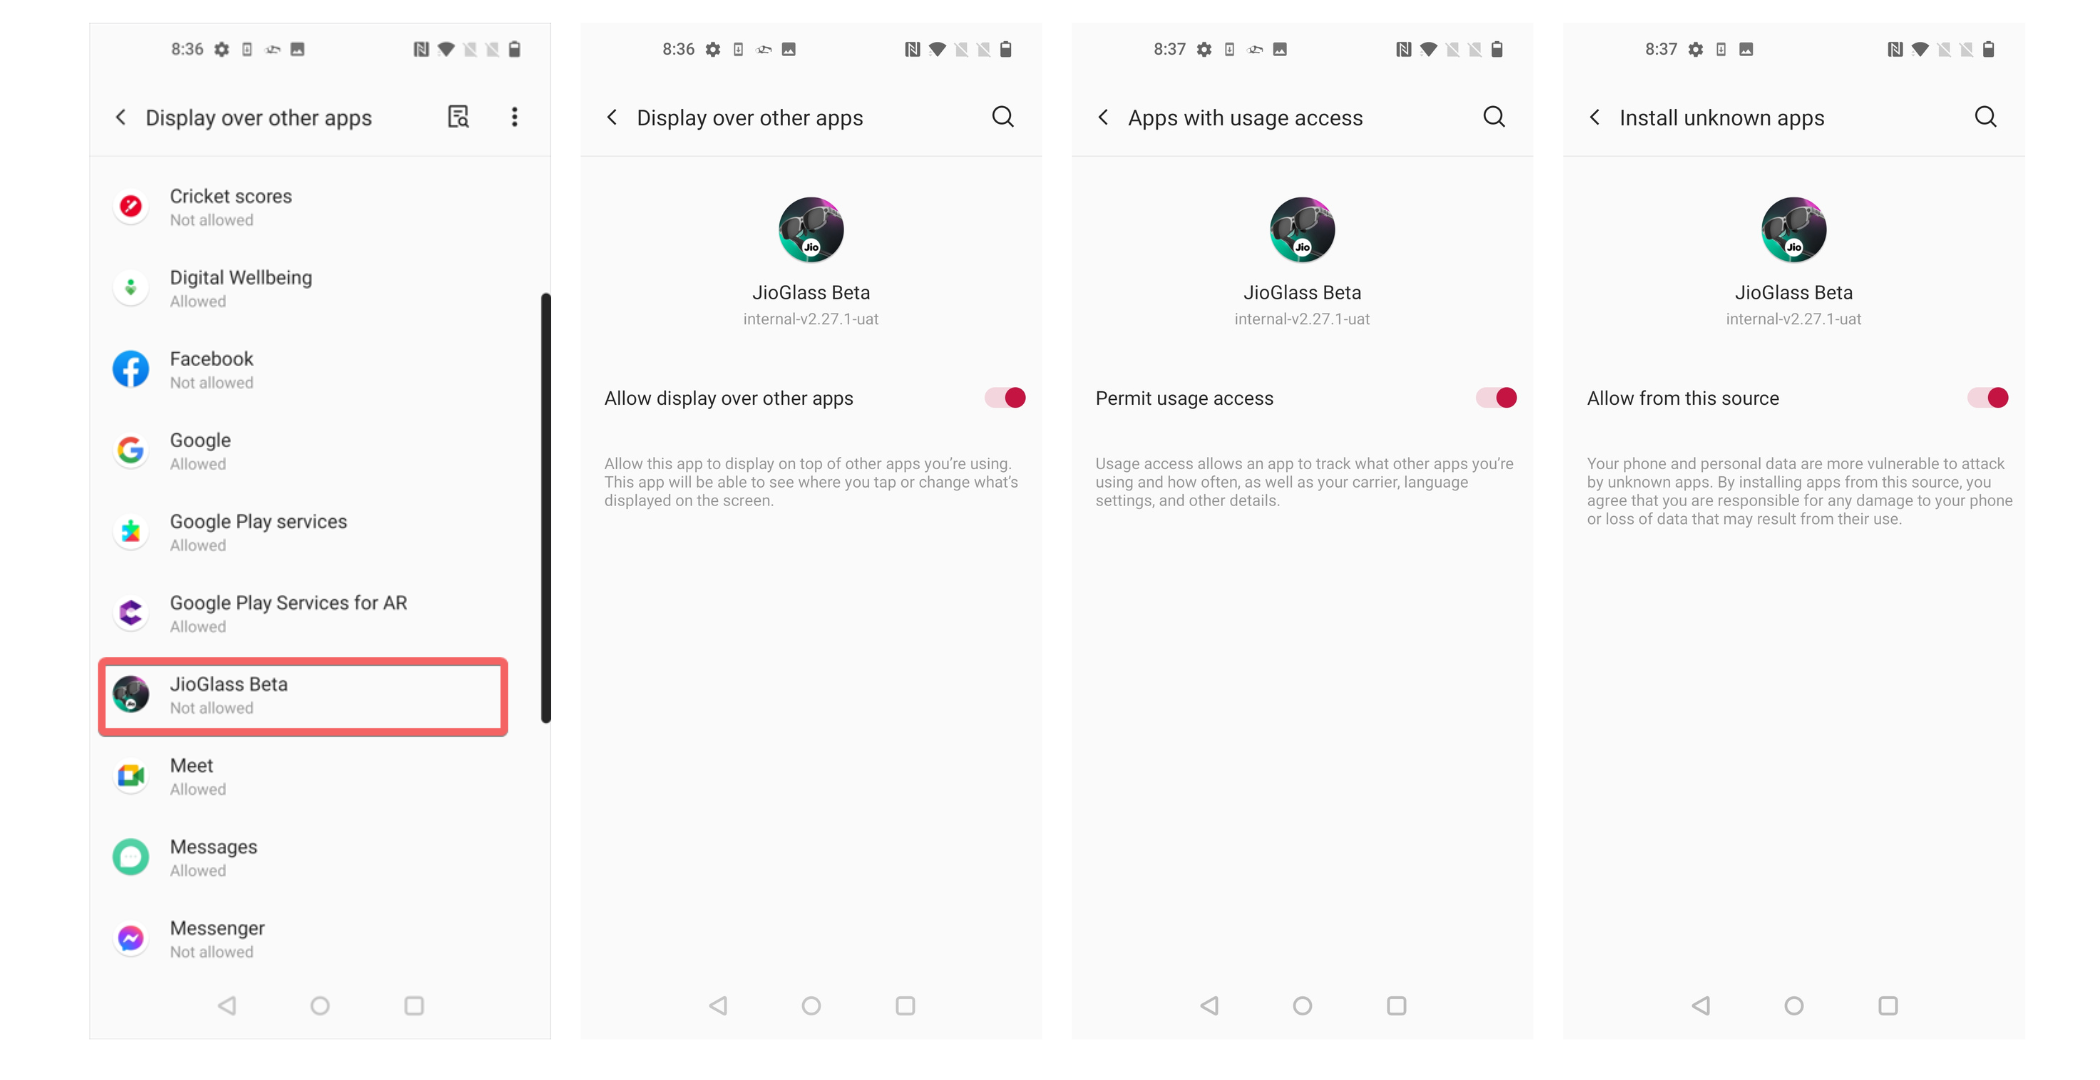 8:36
Display over other apps
Cricket scores
Not allowed
Digital Wellbeing
Allowed
Facebook
Not allowed
Google
Allowed
Google Play services
Allowed
Google Play Services for AR
Allowed
JioGlass Beta
Not allowed
Meet
Allowed
Messages
Allowed
Messenger
Not allowed
8:36
Display over other apps
Jio
JioGlass Beta
internal-v2.27.1-uat
Allow display over other apps
Allow this app to display on top of other apps you’re using.
This app will be able to see where you tap or change what’s
displayed on the screen.
8:37
Apps with usage access
Jio
JioGlass Beta
internal-v2.27.1-uat
Permit usage access
Usage access allows an app to track what other apps you’re
using and how often, as well as your carrier, language
settings, and other details.
8:37
Install unknown apps
Jio
JioGlass Beta
internal-v2.27.1-uat
Allow from this source
Your phone and personal data are more vulnerable to attack
by unknown apps. By installing apps from this source, you
agree that you are responsible for any damage to your phone
or loss of data that may result from their use.